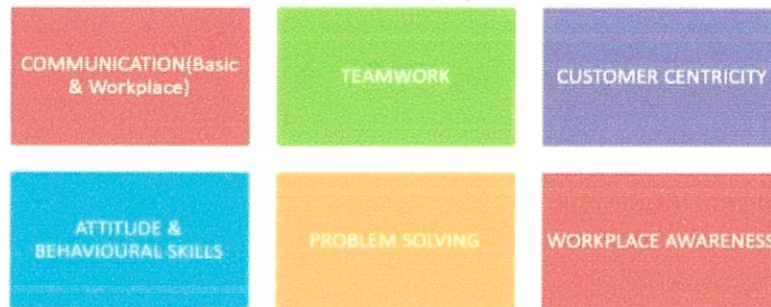 COMMUNICATION(Basic
& Workplace)
TEAMWORK
CUSTOMER CENTRICITY
ATTITUDE &
BEHAVIOURAL SKILLS
PROBLEM SOLVING
WORKPLACE AWARENESS